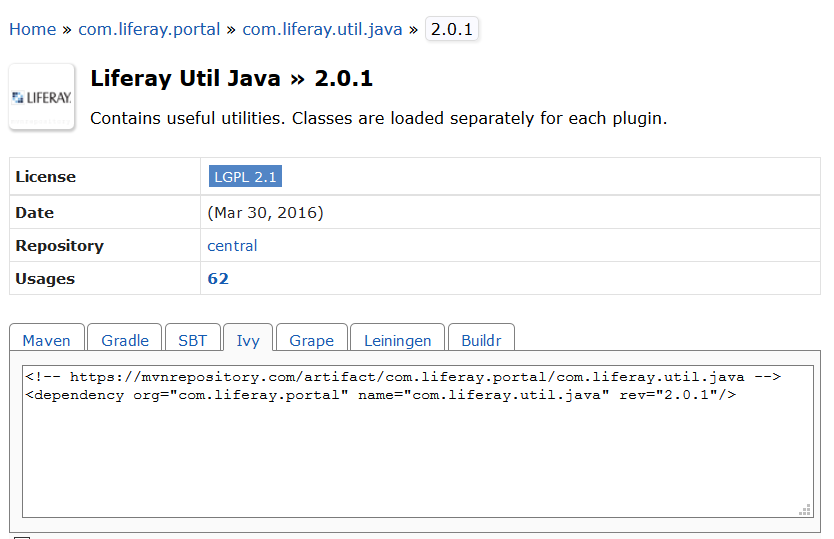 Home » com.liferay.portal » com.liferay.util.java » 2.0.1
LIFERAY.
Liferay Util Java » 2.0.1
Contains useful utilities. Classes are loaded separately for each plugin.
License LGPL 2.1
Date (Mar 30, 2016)
Repository central
Usages 62
Maven Gradle SBT Ivy Grape Leiningen Buildr
<!-- https://mvnrepository.com/artifact/com.liferay.portal/com.liferay.util.java -->
<dependency org="com.liferay.portal" name="com.liferay.util.java" rev="2.0.1"/>